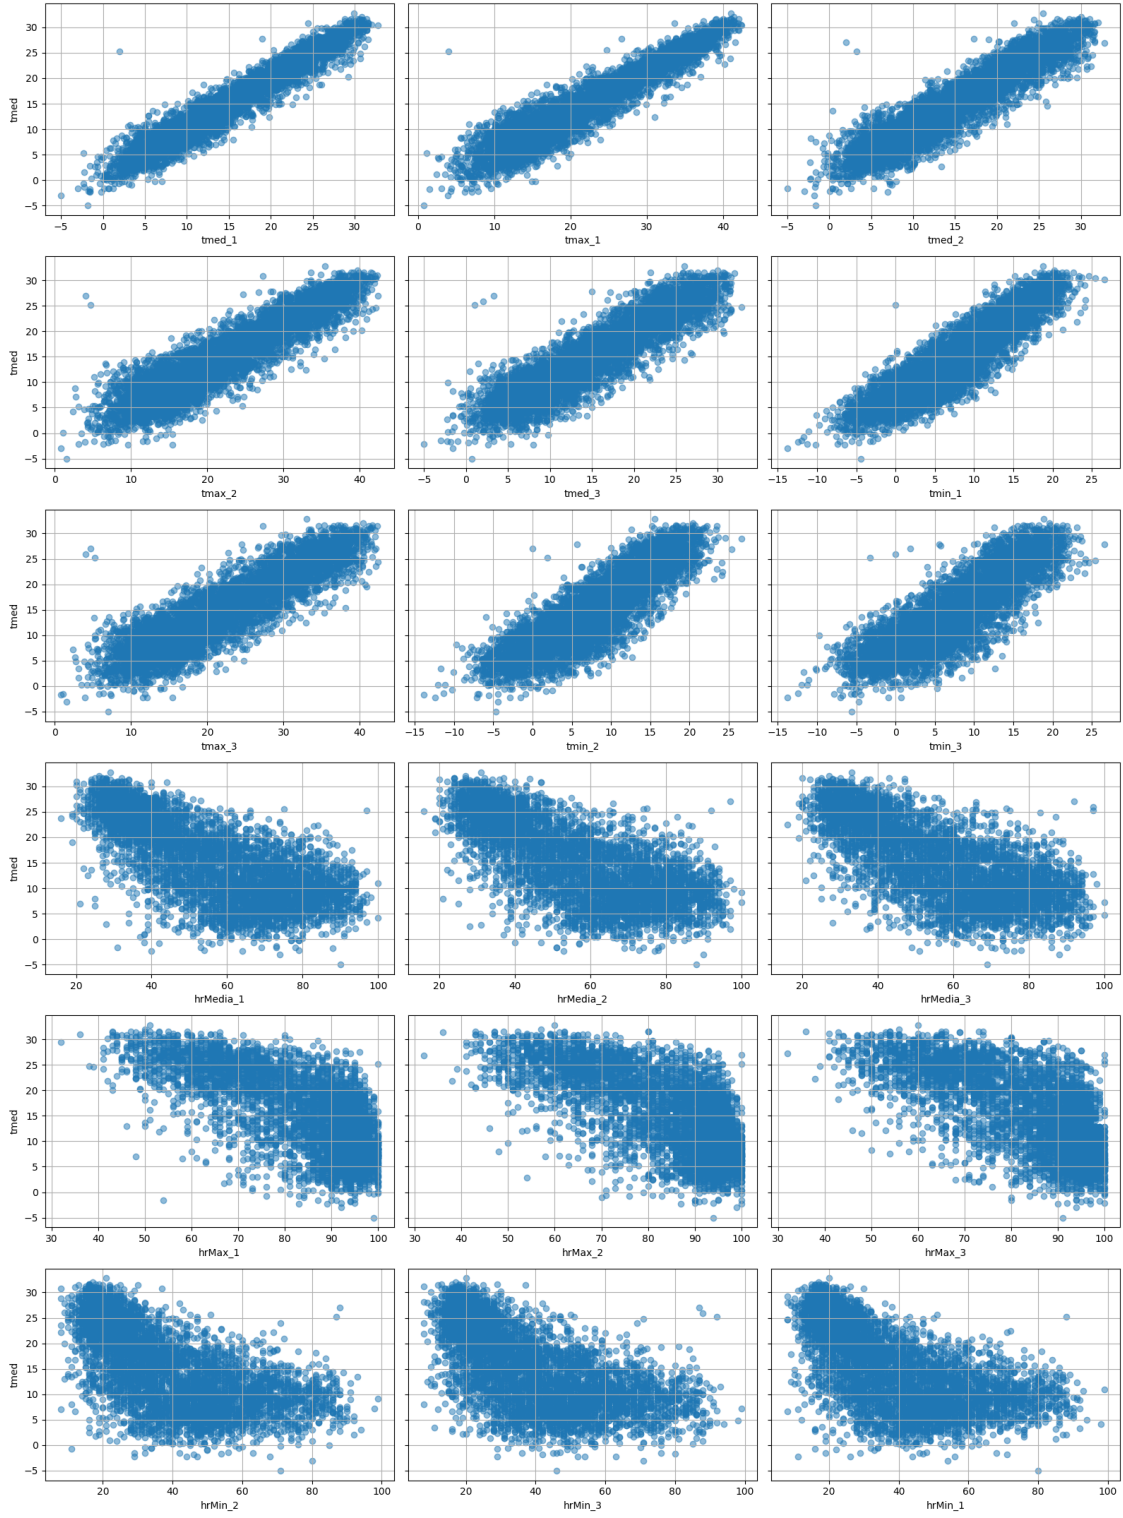 30
25
20
15
10
5
0
−5
tmed
−5 0 5 10 15 20 25 30
tmed_1
0 10 20 30 40
tmax_1
−5 0 5 10 15 20 25 30
tmed_2
30
25
20
15
10
5
0
−5
tmed
0 10 20 30 40
tmax_2
−5 0 5 10 15 20 25 30
tmed_3
−15 −10 −5 0 5 10 15 20 25
tmin_1
30
25
20
15
10
5
0
−5
tmed
0 10 20 30 40
tmax_3
−15 −10 −5 0 5 10 15 20 25
tmin_2
−15 −10 −5 0 5 10 15 20 25
tmin_3
30
25
20
15
10
5
0
−5
tmed
20 40 60 80 100
hrMedia_1
20 40 60 80 100
hrMedia_2
20 40 60 80 100
hrMedia_3
30
25
20
15
10
5
0
−5
tmed
30 40 50 60 70 80 90 100
hrMax_1
30 40 50 60 70 80 90 100
hrMax_2
30 40 50 60 70 80 90 100
hrMax_3
30
25
20
15
10
5
0
−5
tmed
20 40 60 80 100
hrMin_2
20 40 60 80 100
hrMin_3
20 40 60 80 100
hrMin_1